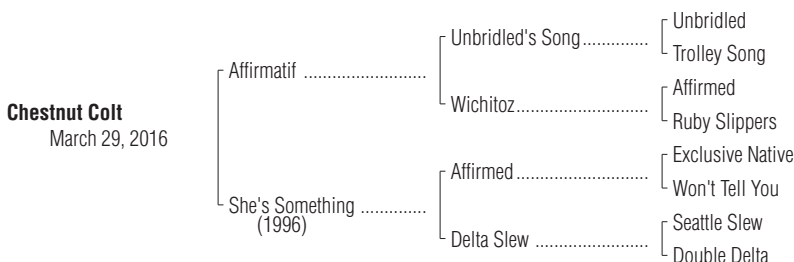 Chestnut Colt
March 29, 2016
Affirmatif ..........................
She's Something ..............
(1996)
Unbridled's Song..............
Wichitoz............................
Affirmed............................
Delta Slew ........................
Unbridled
Trolley Song
Affirmed
Ruby Slippers
Exclusive Native
Won't Tell You
Seattle Slew
Double Delta